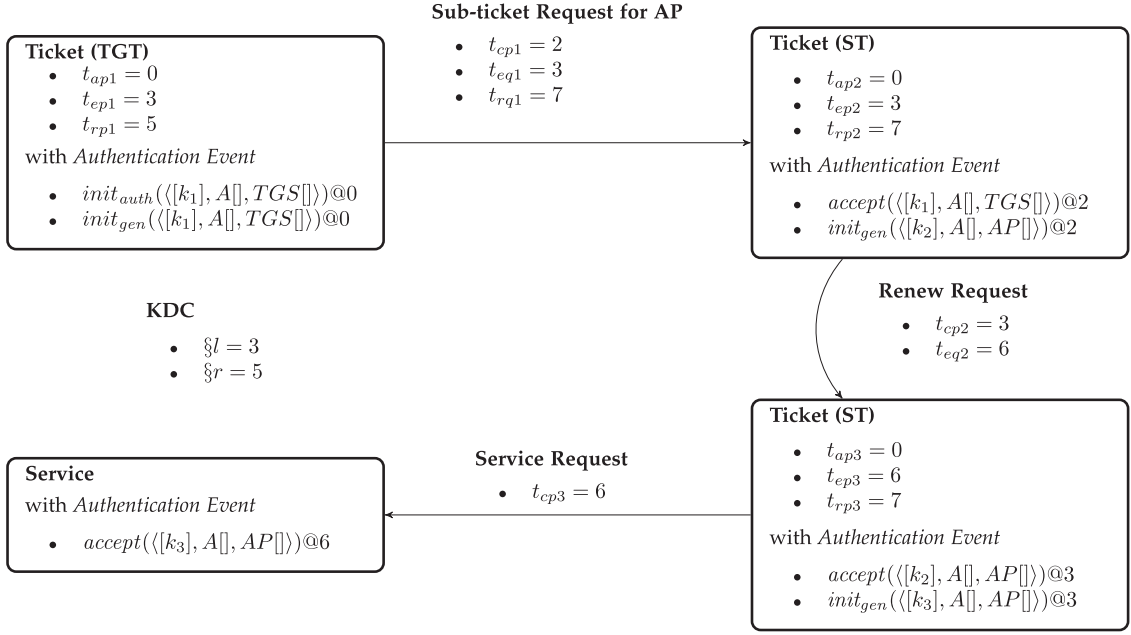 Sub-ticket Request for AP
• t_{cp1} = 2
• t_{eq1} = 3
• t_{rq1} = 7
Ticket (TGT)
• t_{ap1} = 0
• t_{ep1} = 3
• t_{rp1} = 5
with Authentication Event
• init_{auth}(⟨[k_1], A[], TGS[]⟩)@0
• init_{gen}(⟨[k_1], A[], TGS[]⟩)@0
Ticket (ST)
• t_{ap2} = 0
• t_{ep2} = 3
• t_{rp2} = 7
with Authentication Event
• accept(⟨[k_1], A[], TGS[]⟩)@2
• init_{gen}(⟨[k_2], A[], AP[]⟩)@2
KDC
• §l = 3
• §r = 5
Renew Request
• t_{cp2} = 3
• t_{eq2} = 6
Ticket (ST)
• t_{ap3} = 0
• t_{ep3} = 6
• t_{rp3} = 7
with Authentication Event
• accept(⟨[k_2], A[], AP[]⟩)@3
• init_{gen}(⟨[k_3], A[], AP[]⟩)@3
Service Request
• t_{cp3} = 6
Service
with Authentication Event
• accept(⟨[k_3], A[], AP[]⟩)@6